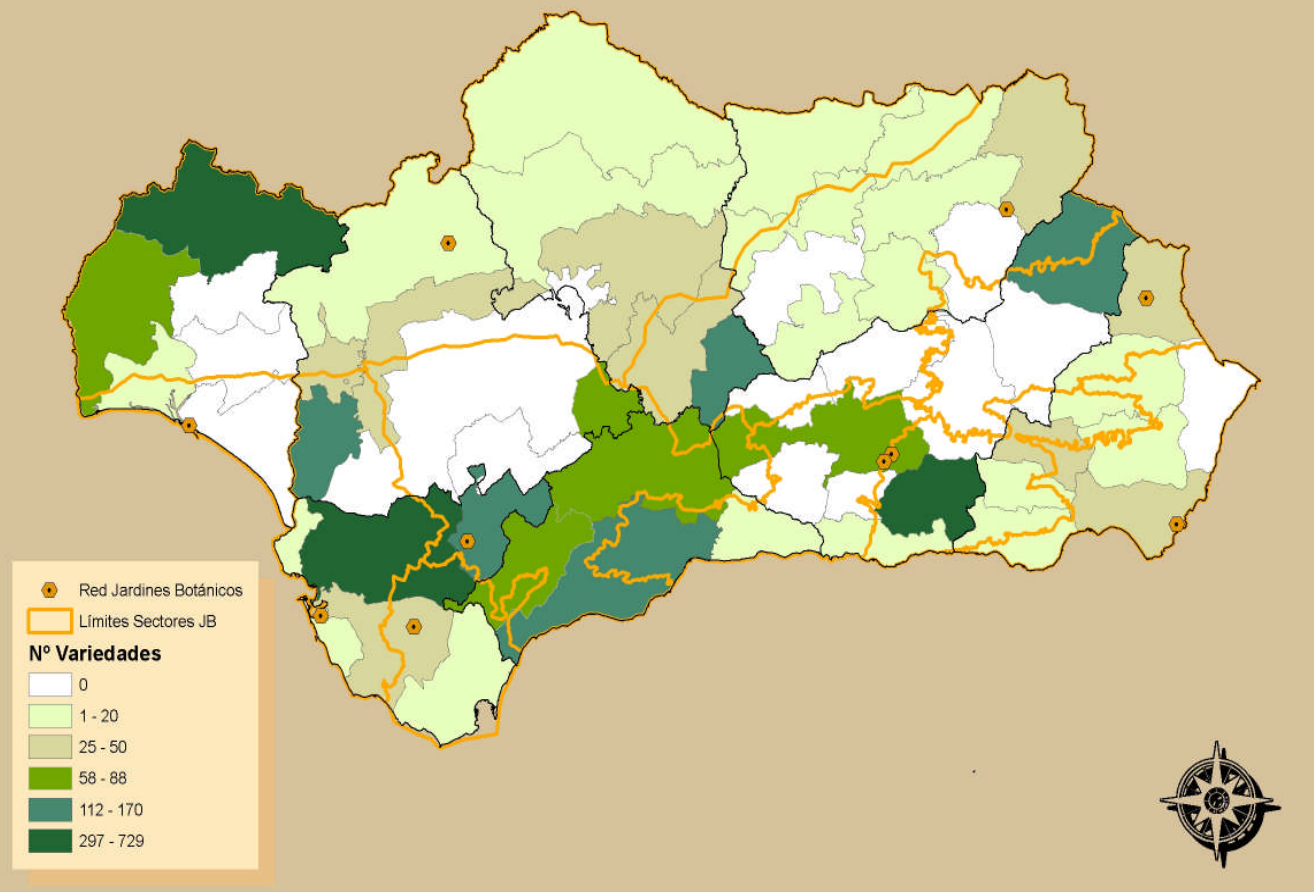 Red Jardines Botánicos
Límites Sectores JB
Nº Variedades
0
1 - 20
25 - 50
58 - 88
112 - 170
297 - 729